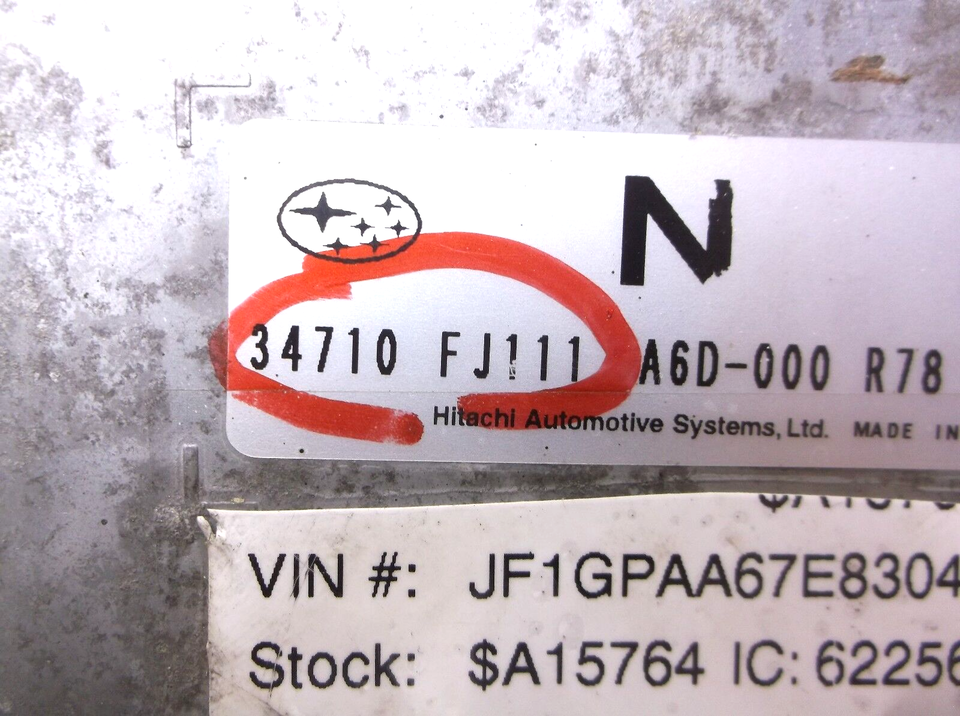 N
34710 FJ111 A6D-000 R78
Hitachi Automotive Systems, Ltd. MADE IN
VIN #: JF1GPAA67E8304
Stock: $A15764 IC: 62256